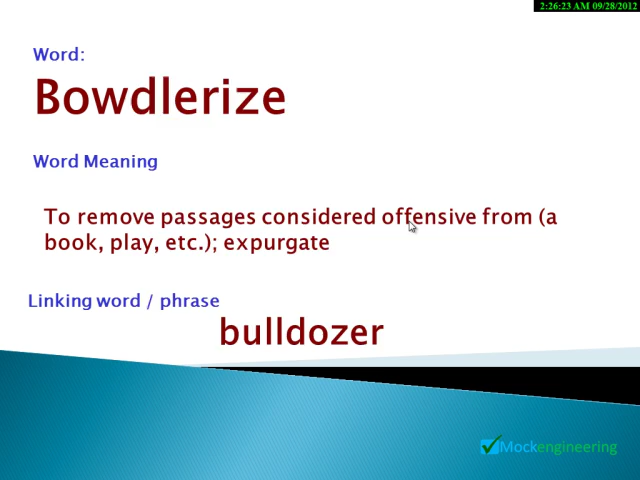 2:26:23 AM 09/28/2012
Word:
Bowdlerize
Word Meaning
To remove passages considered offensive from (a
book, play, etc.); expurgate
Linking word / phrase
bulldozer
Mockengineering